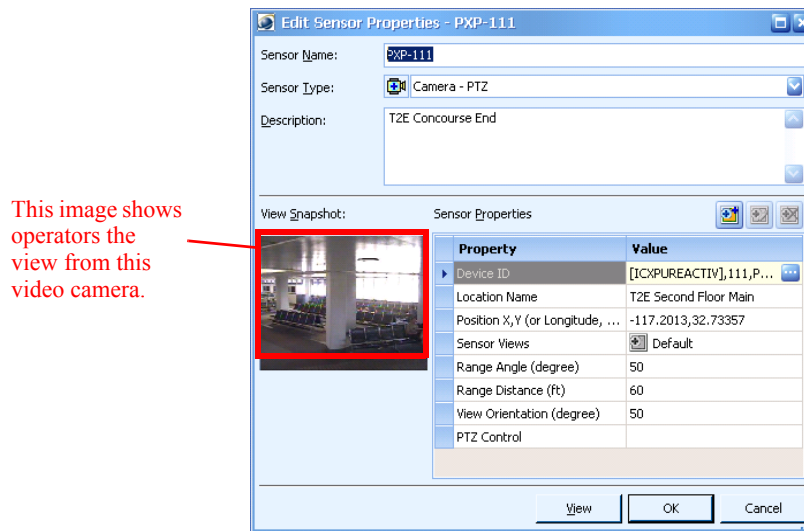 Edit Sensor Properties - PXP-111
Sensor Name:
PXP-111
Sensor Type:
Camera - PTZ
Description:
T2E Concourse End
This image shows
operators the
view from this
video camera.
View Snapshot:
Sensor Properties
Property Value
Device ID [ICXPUREACTIV],111,P...
Location Name T2E Second Floor Main
Position X,Y (or Longitude, ... -117.2013,32.73357
Sensor Views Default
Range Angle (degree) 50
Range Distance (ft) 60
View Orientation (degree) 50
PTZ Control
View OK Cancel